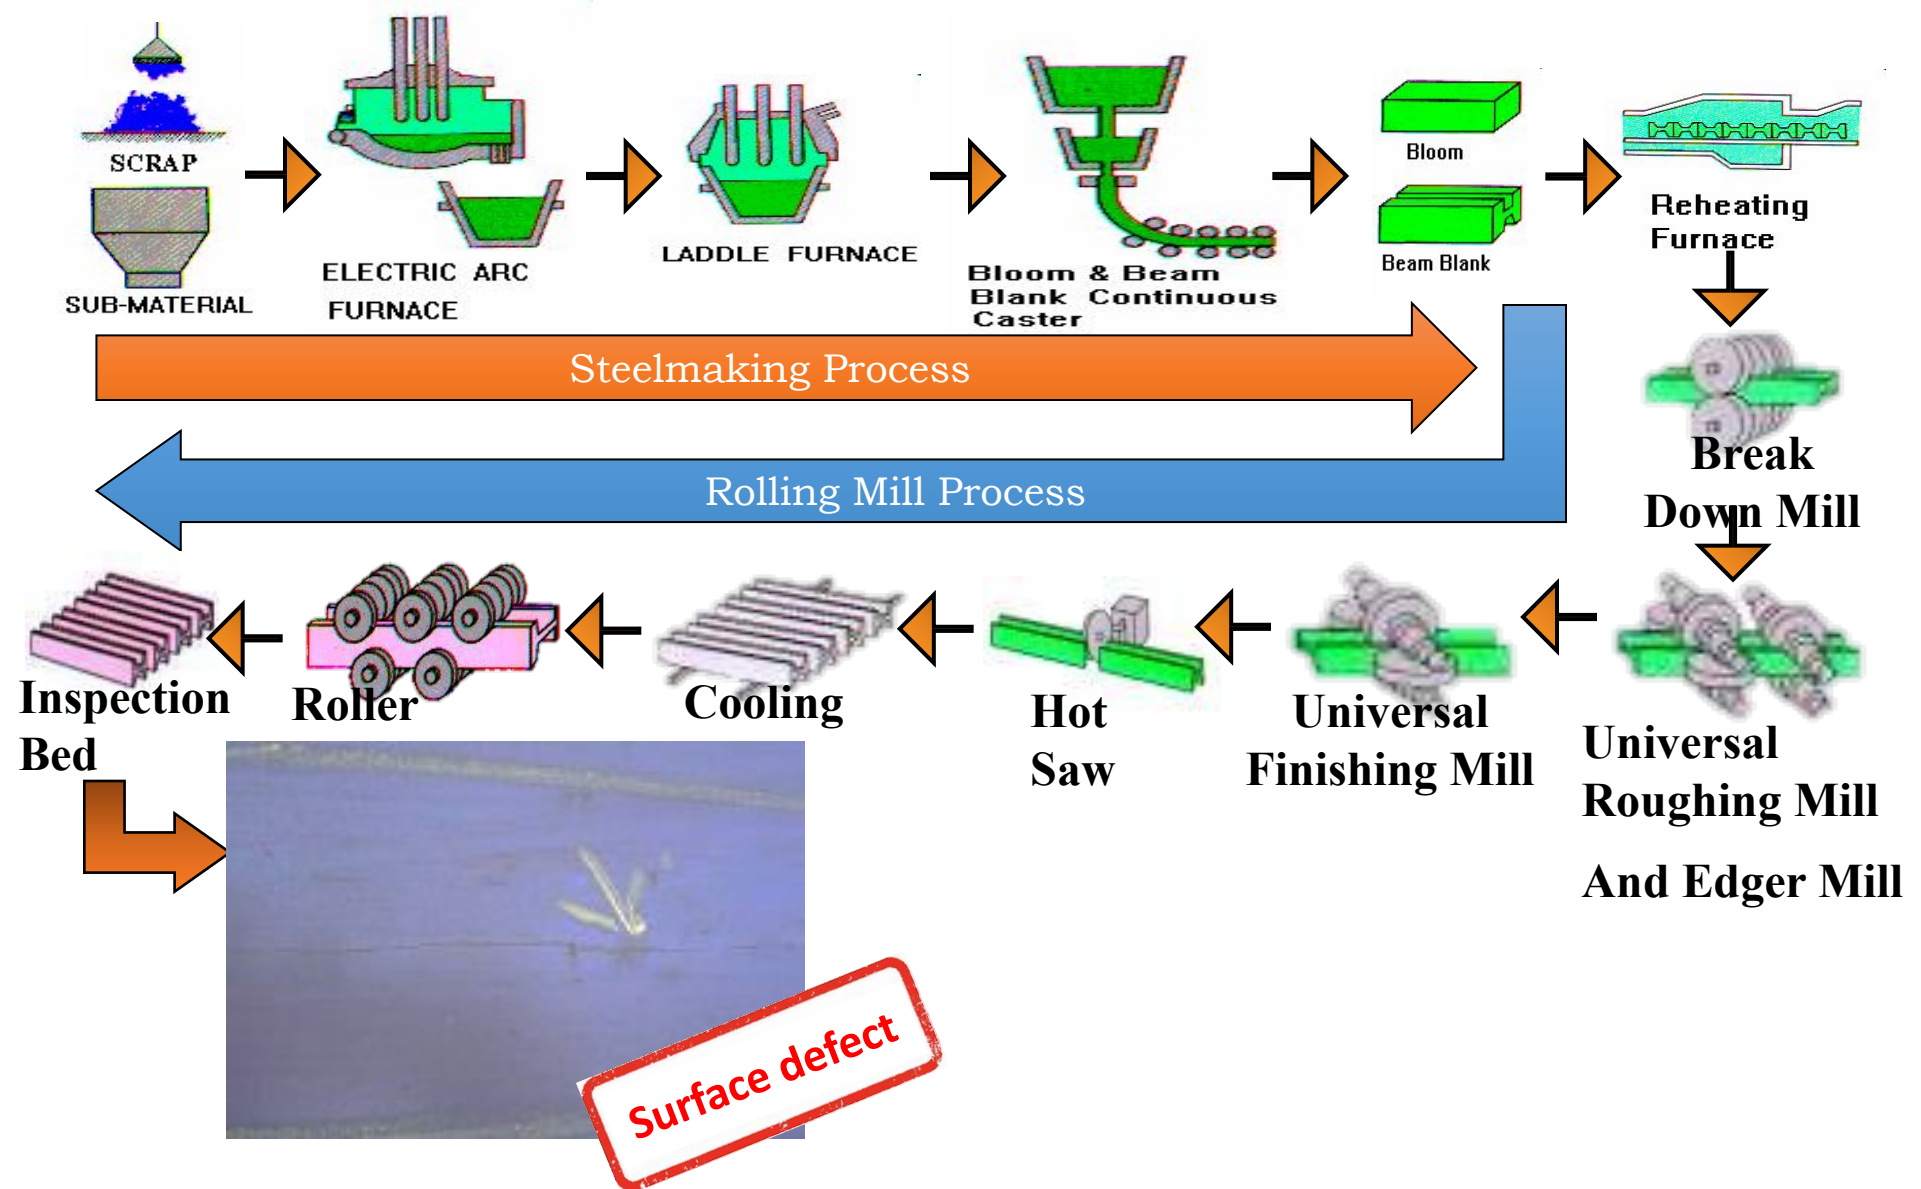 SCRAP
SUB-MATERIAL
ELECTRIC ARC
FURNACE
LADDLE FURNACE
Bloom & Beam
Blank Continuous
Caster
Bloom
Beam Blank
Reheating
Furnace
Steelmaking Process
Rolling Mill Process
Break
Down Mill
Universal
Roughing Mill
And Edger Mill
Universal
Finishing Mill
Hot
Saw
Cooling
Roller
Inspection
Bed
Surface defect